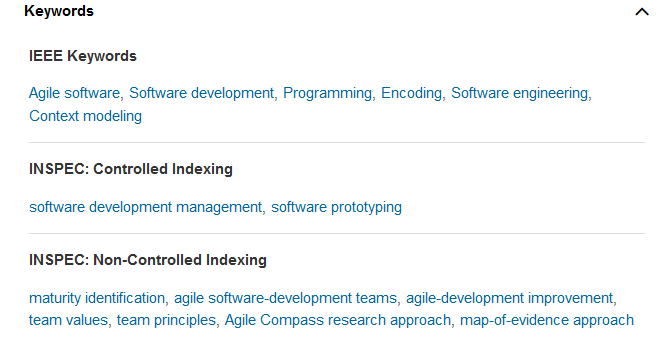 Keywords
IEEE Keywords
Agile software, Software development, Programming, Encoding, Software engineering,
Context modeling
INSPEC: Controlled Indexing
software development management, software prototyping
INSPEC: Non-Controlled Indexing
maturity identification, agile software-development teams, agile-development improvement,
team values, team principles, Agile Compass research approach, map-of-evidence approach